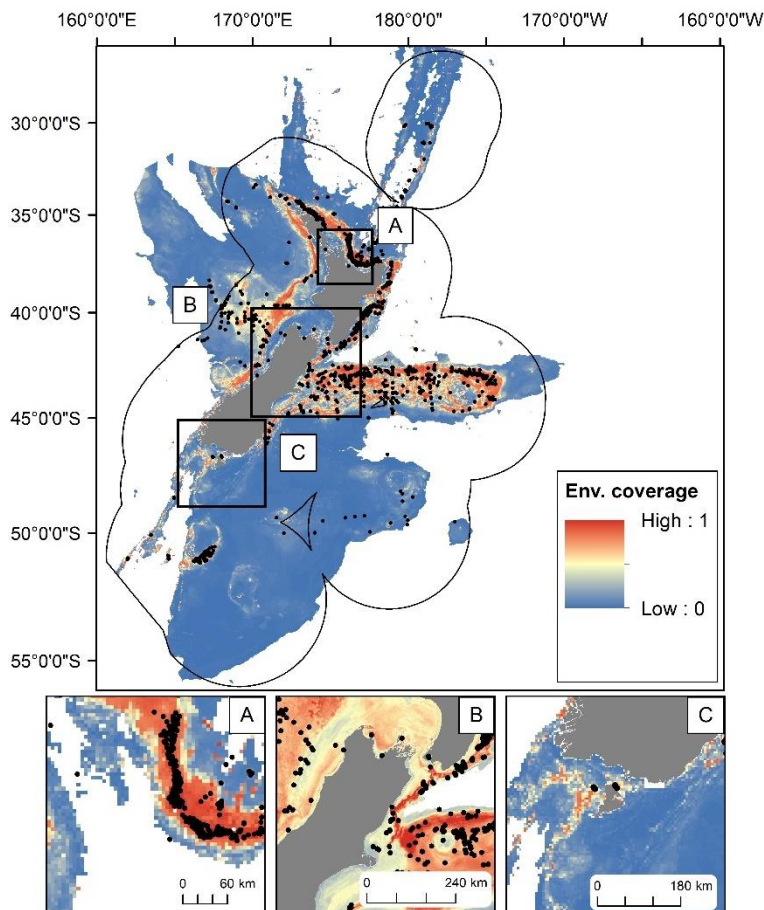 160°0'0"E 170°0'0"E 180°0'0" 170°0'0"W 160°0'0"W
30°0'0"S
35°0'0"S
A
B
40°0'0"S
45°0'0"S
C
Env. coverage
High : 1
Low : 0
50°0'0"S
55°0'0"S
A
B
C
0 60 km
0 240 km
0 180 km